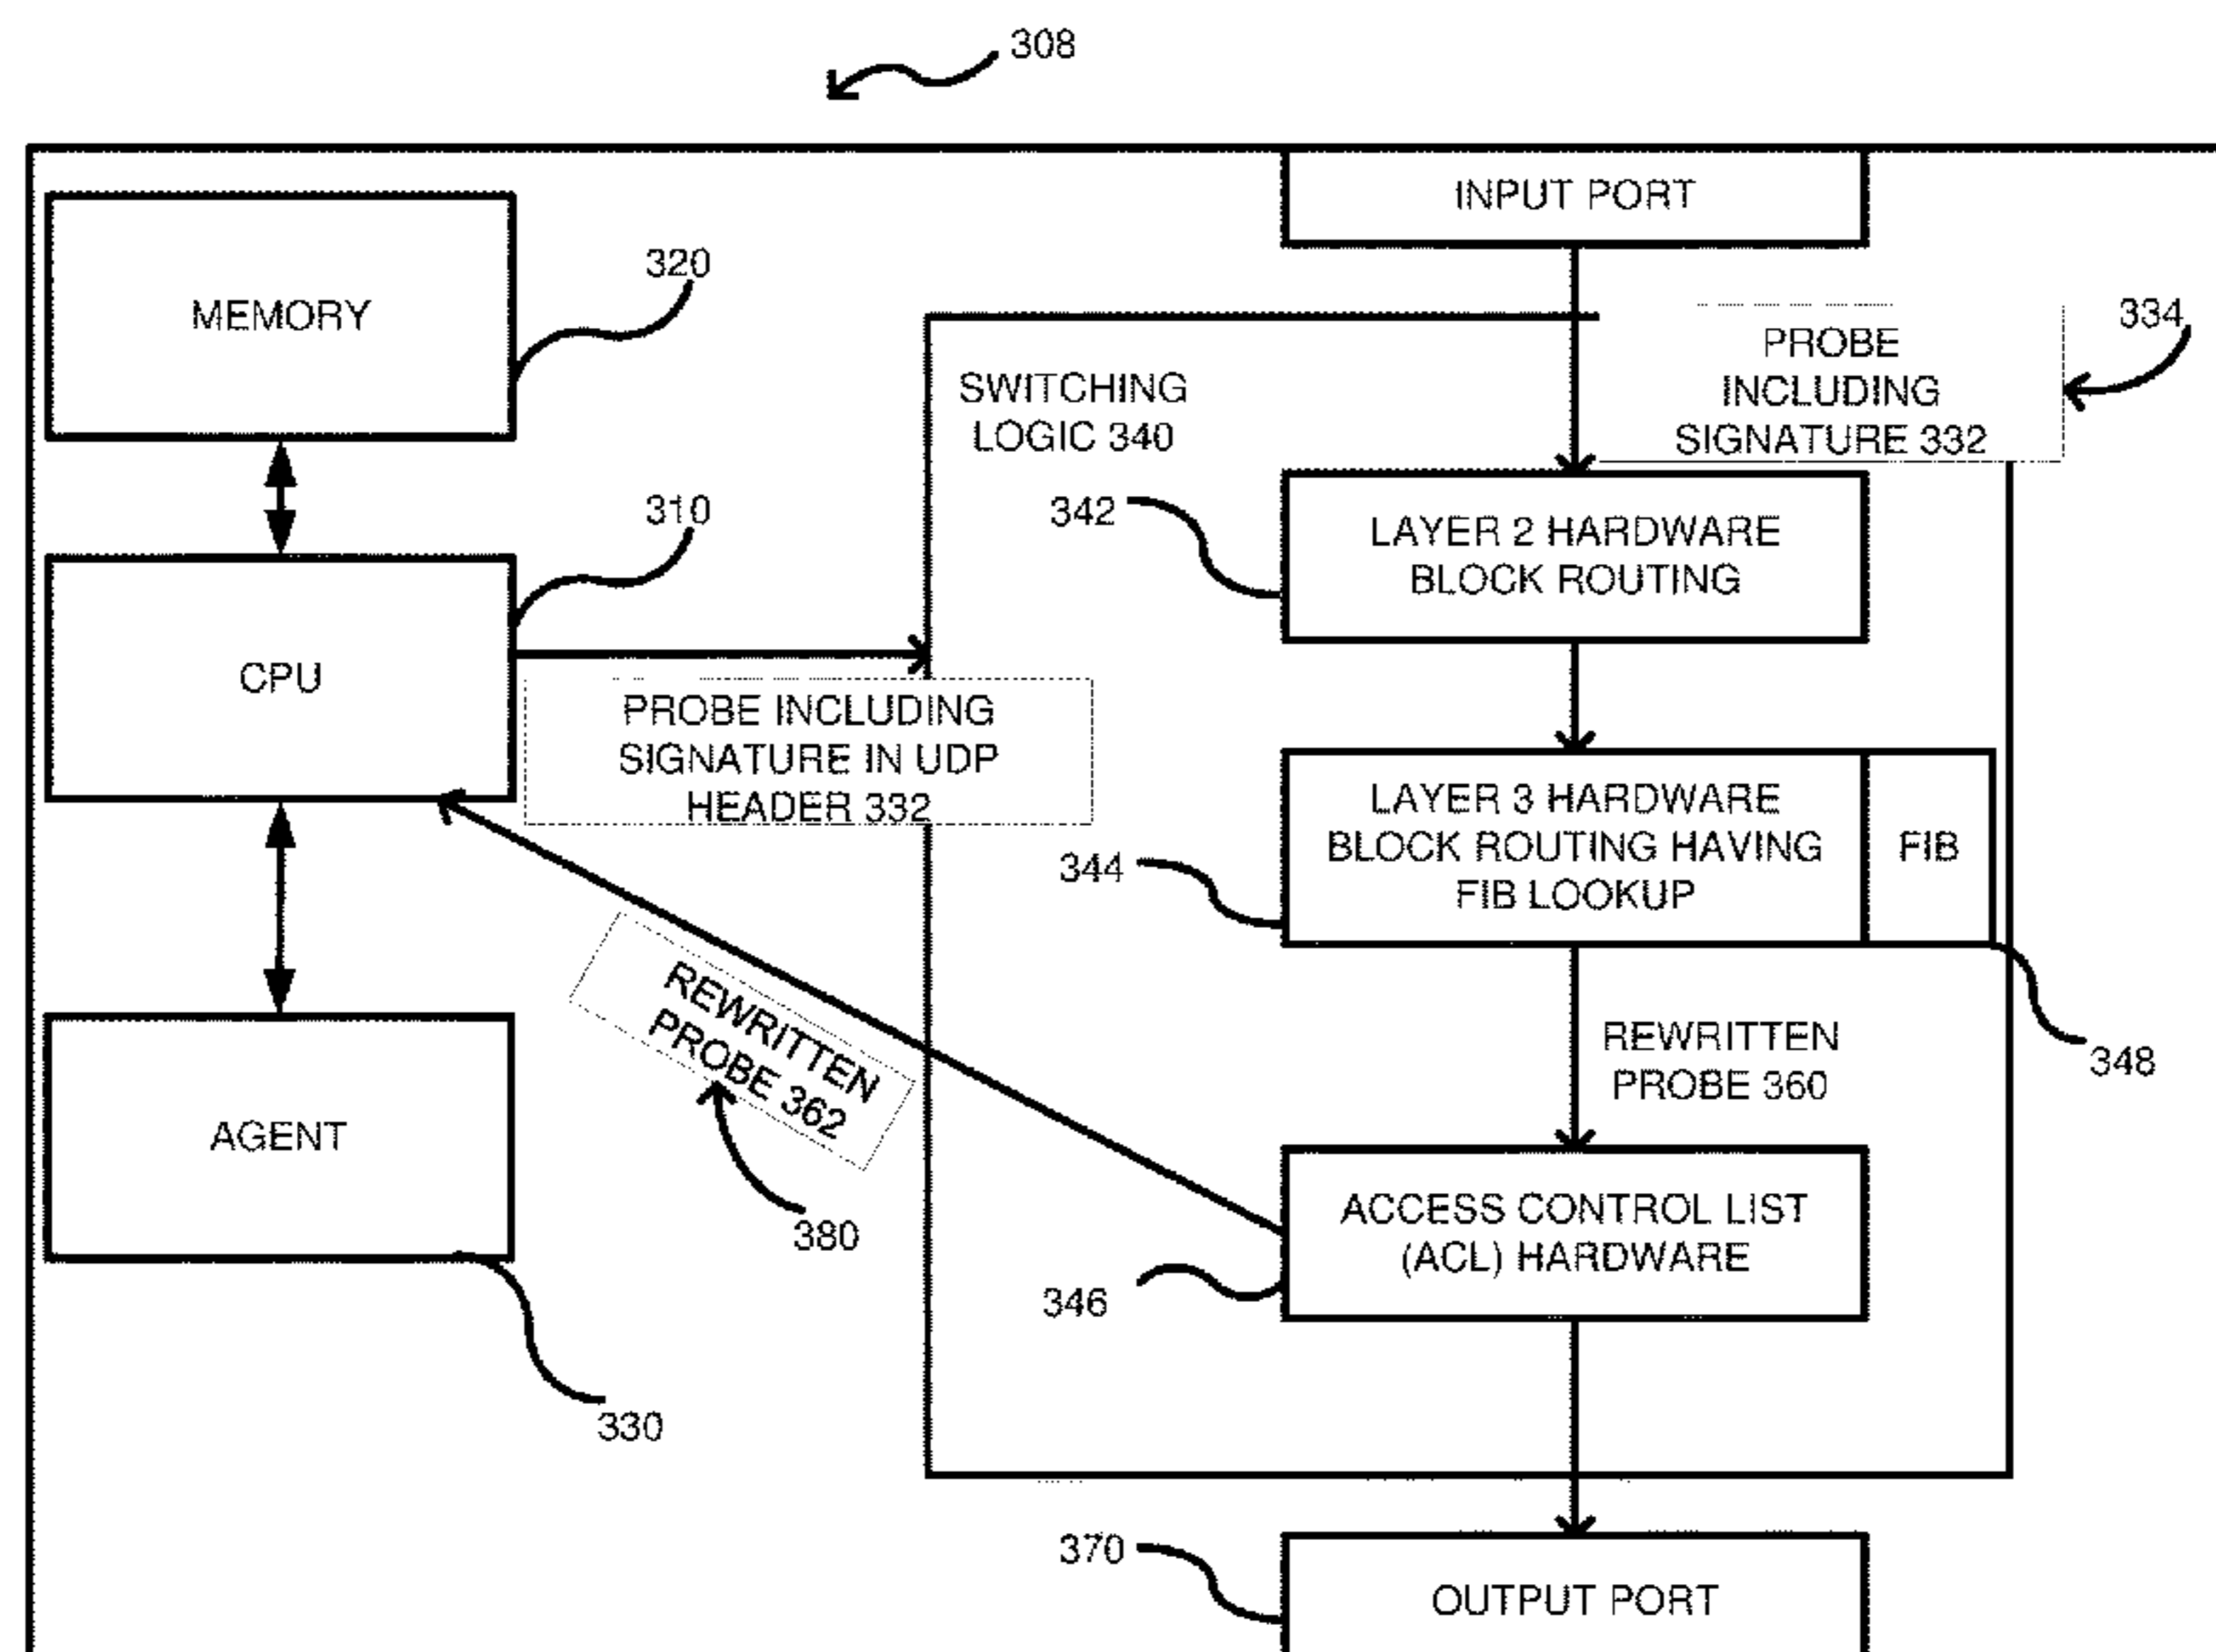 308
INPUT PORT
MEMORY
320
334
PROBE
INCLUDING
SIGNATURE 332
SWITCHING
LOGIC 340
310
342
LAYER 2 HARDWARE
BLOCK ROUTING
CPU
PROBE INCLUDING
SIGNATURE IN UDP
HEADER 332
LAYER 3 HARDWARE
BLOCK ROUTING HAVING
FIB LOOKUP
FIB
344
REWRITTEN
PROBE 362
REWRITTEN
PROBE 360
348
AGENT
380
ACCESS CONTROL LIST
(ACL) HARDWARE
346
330
370
OUTPUT PORT